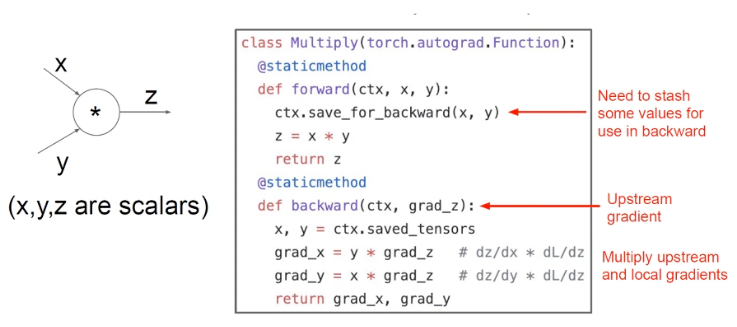 x
z
*
y
(x,y,z are scalars)
class Multiply(torch.autograd.Function):
@staticmethod
def forward(ctx, x, y):
ctx.save_for_backward(x, y)
z = x * y
return z
@staticmethod
def backward(ctx, grad_z):
x, y = ctx.saved_tensors
grad_x = y * grad_z # dz/dx * dL/dz
grad_y = x * grad_z # dz/dy * dL/dz
return grad_x, grad_y
Need to stash
some values for
use in backward
Upstream
gradient
Multiply upstream
and local gradients